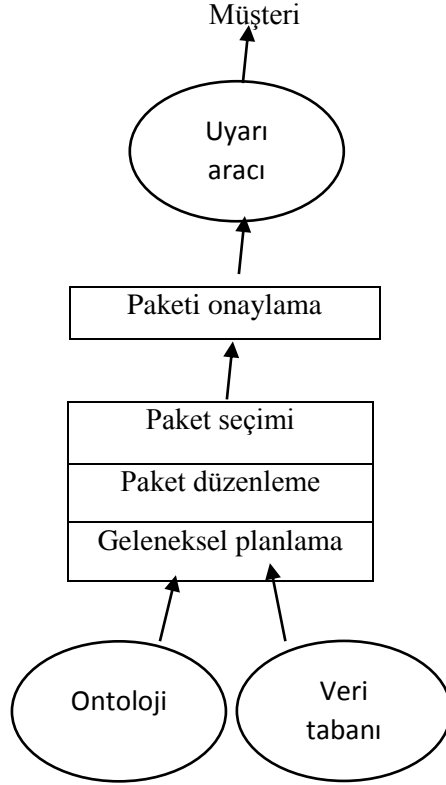 Müşteri
Uyarı
aracı
Paketi onaylama
Paket seçimi
Paket düzenleme
Geleneksel planlama
Ontoloji
Veri
tabanı